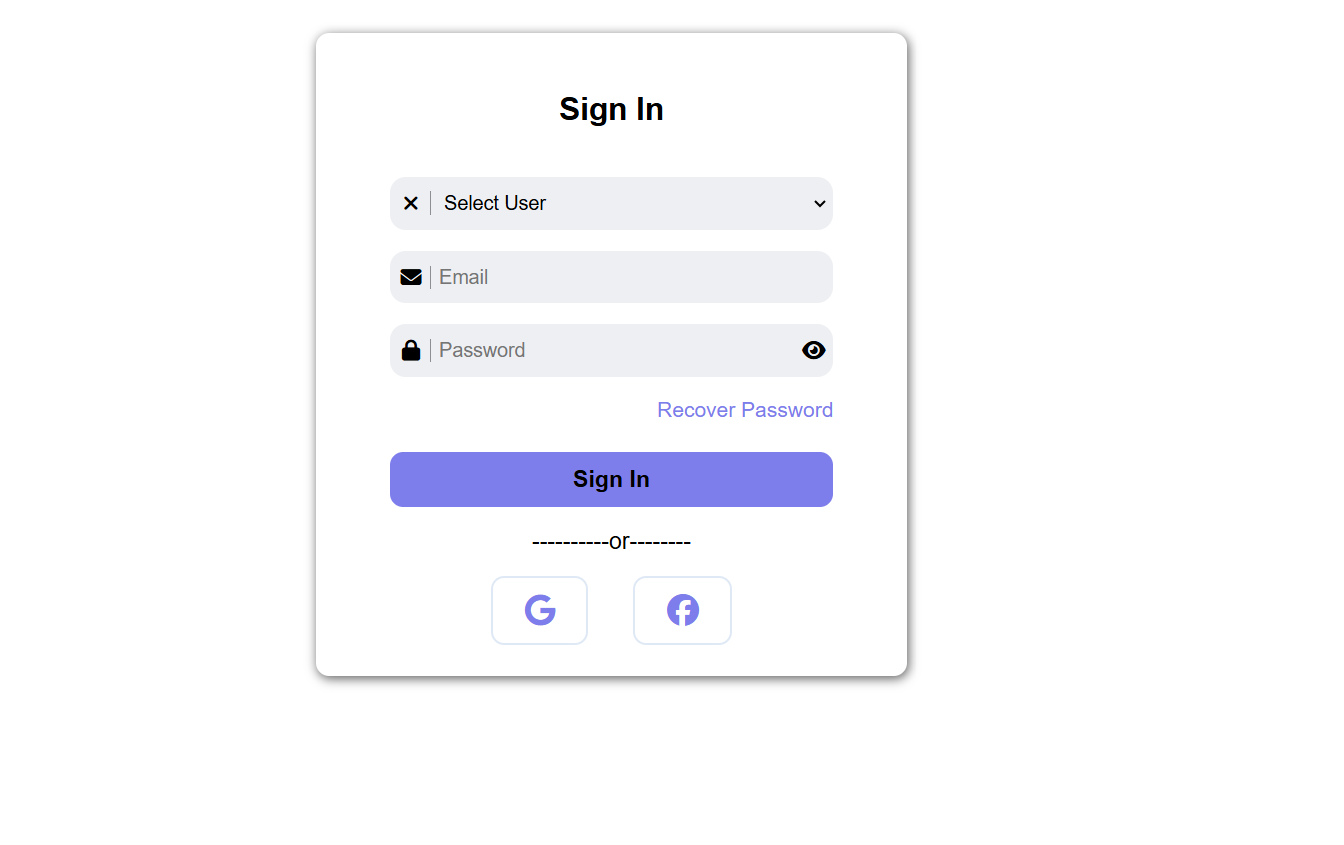 Sign In
Select User
Email
Password
Recover Password
Sign In
----------or--------